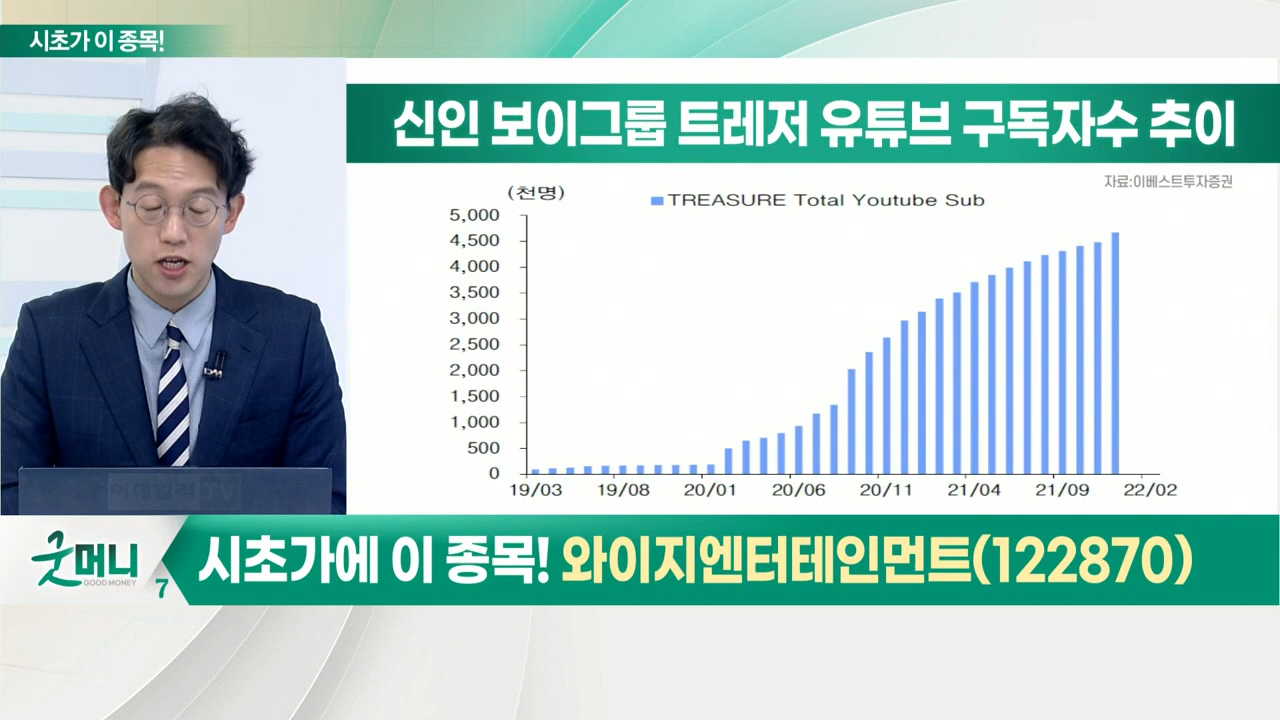 시초가 이 종목!
신인 보이그룹 트레저 유튜브 구독자수 추이
자료:이베스트투자증권
(천명)
TREASURE Total Youtube Sub
5,000
4,500
4,000
3,500
3,000
2,500
2,000
1,500
1,000
500
0
19/03 19/08 20/01 20/06 20/11 21/04 21/09 22/02
이데일리 TV
굿머니
GOOD MONEY
7
시초가에 이 종목! 와이지엔터테인먼트(122870)